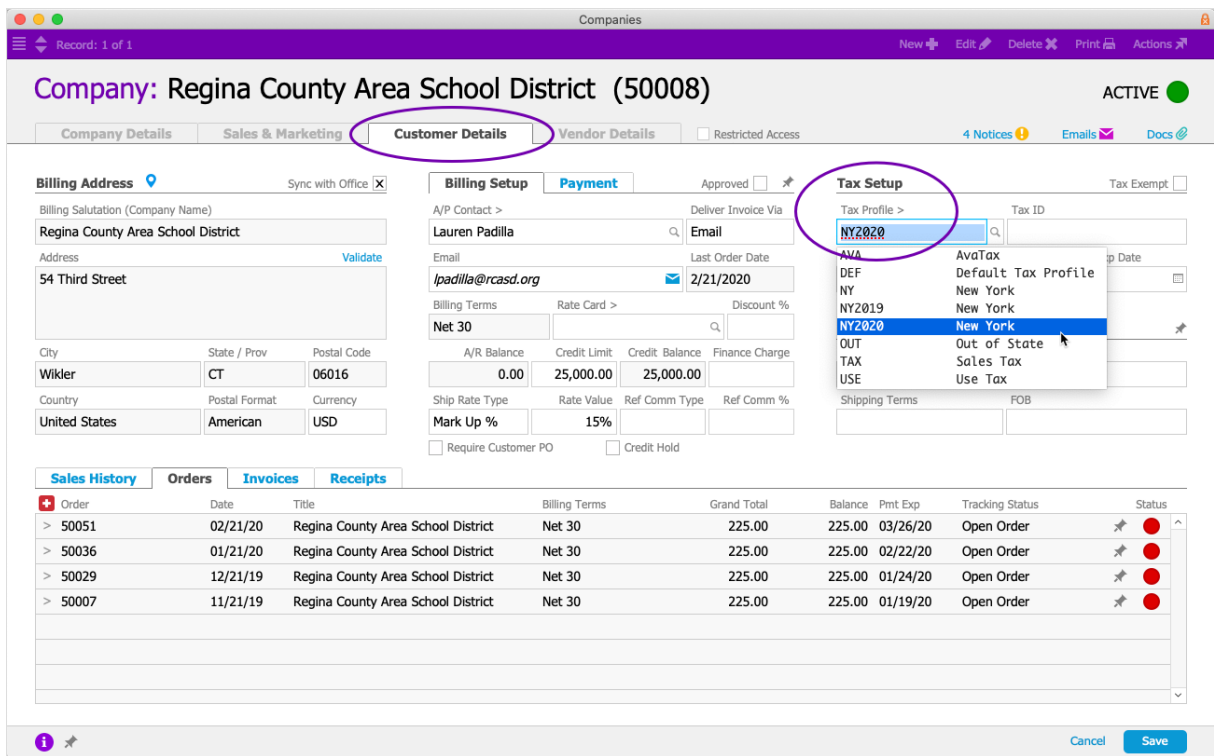 Companies
Record: 1 of 1 New Edit Delete Print Actions
Company: Regina County Area School District (50008) ACTIVE
Company Details Sales & Marketing Customer Details Vendor Details Restricted Access 4 Notices Emails Docs
Billing Address Sync with Office X Billing Setup Payment Approved Tax Setup Tax Exempt
Billing Salutation (Company Name) A/P Contact > Deliver Invoice Via Tax Profile > Tax ID
Regina County Area School District Lauren Padilla Email NY2020
Address Validate Email Last Order Date AVA AvaTax p Date
54 Third Street lpadilla@rcasd.org 2/21/2020 DEF Default Tax Profile
Billing Terms Rate Card > Discount % NY New York
NY2019 New York
Net 30 NY2020 New York
City State / Prov Postal Code A/R Balance Credit Limit Credit Balance Finance Charge OUT Out of State
TAX Sales Tax
Wikler CT 06016 0.00 25,000.00 25,000.00 USE Use Tax
Country Postal Format Currency Ship Rate Type Rate Value Ref Comm Type Ref Comm % Shipping Terms FOB
United States American USD Mark Up % 15%
Require Customer PO Credit Hold
Sales History Orders Invoices Receipts
Order Date Title Billing Terms Grand Total Balance Pmt Exp Tracking Status Status
> 50051 02/21/20 Regina County Area School District Net 30 225.00 225.00 03/26/20 Open Order
> 50036 01/21/20 Regina County Area School District Net 30 225.00 225.00 02/22/20 Open Order
> 50029 12/21/19 Regina County Area School District Net 30 225.00 225.00 01/24/20 Open Order
> 50007 11/21/19 Regina County Area School District Net 30 225.00 225.00 01/19/20 Open Order
Cancel Save